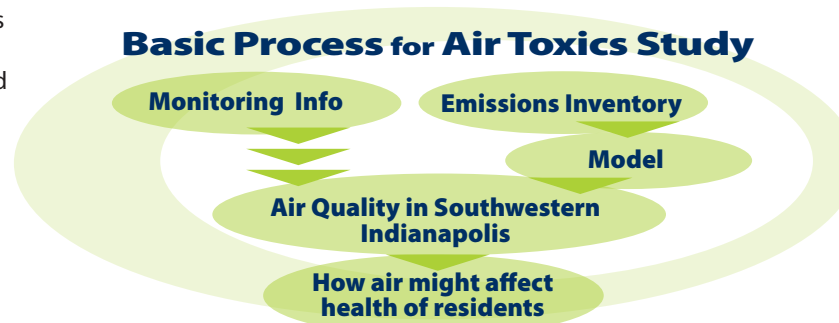 Basic Process for Air Toxics Study
Monitoring Info
Emissions Inventory
Model
Air Quality in Southwestern
Indianapolis
How air might affect
health of residents